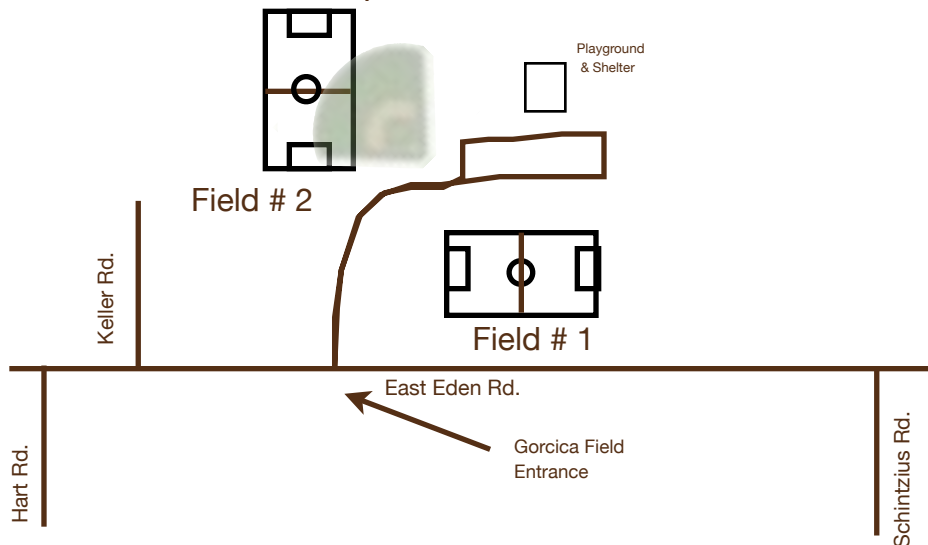 Playground
& Shelter
Field # 2
Keller Rd.
Field # 1
East Eden Rd.
Gorcica Field
Entrance
Hart Rd.
Schintzius Rd.